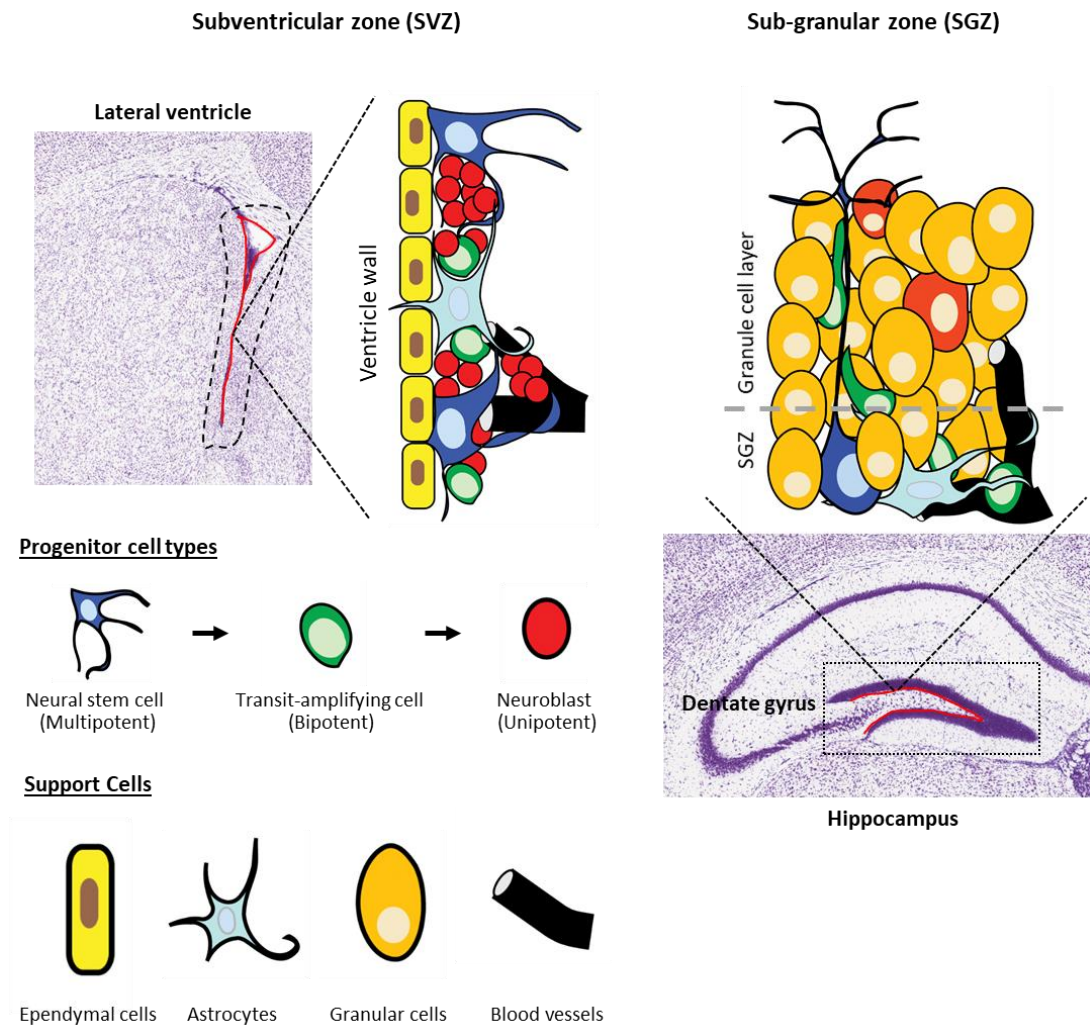 Subventricular zone (SVZ)
Sub-granular zone (SGZ)
Lateral ventricle
Ventricle wall
Granule cell layer
SGZ
Progenitor cell types
Neural stem cell
(Multipotent)
Transit-amplifying cell
(Bipotent)
Neuroblast
(Unipotent)
Dentate gyrus
Hippocampus
Support Cells
Ependymal cells
Astrocytes
Granular cells
Blood vessels